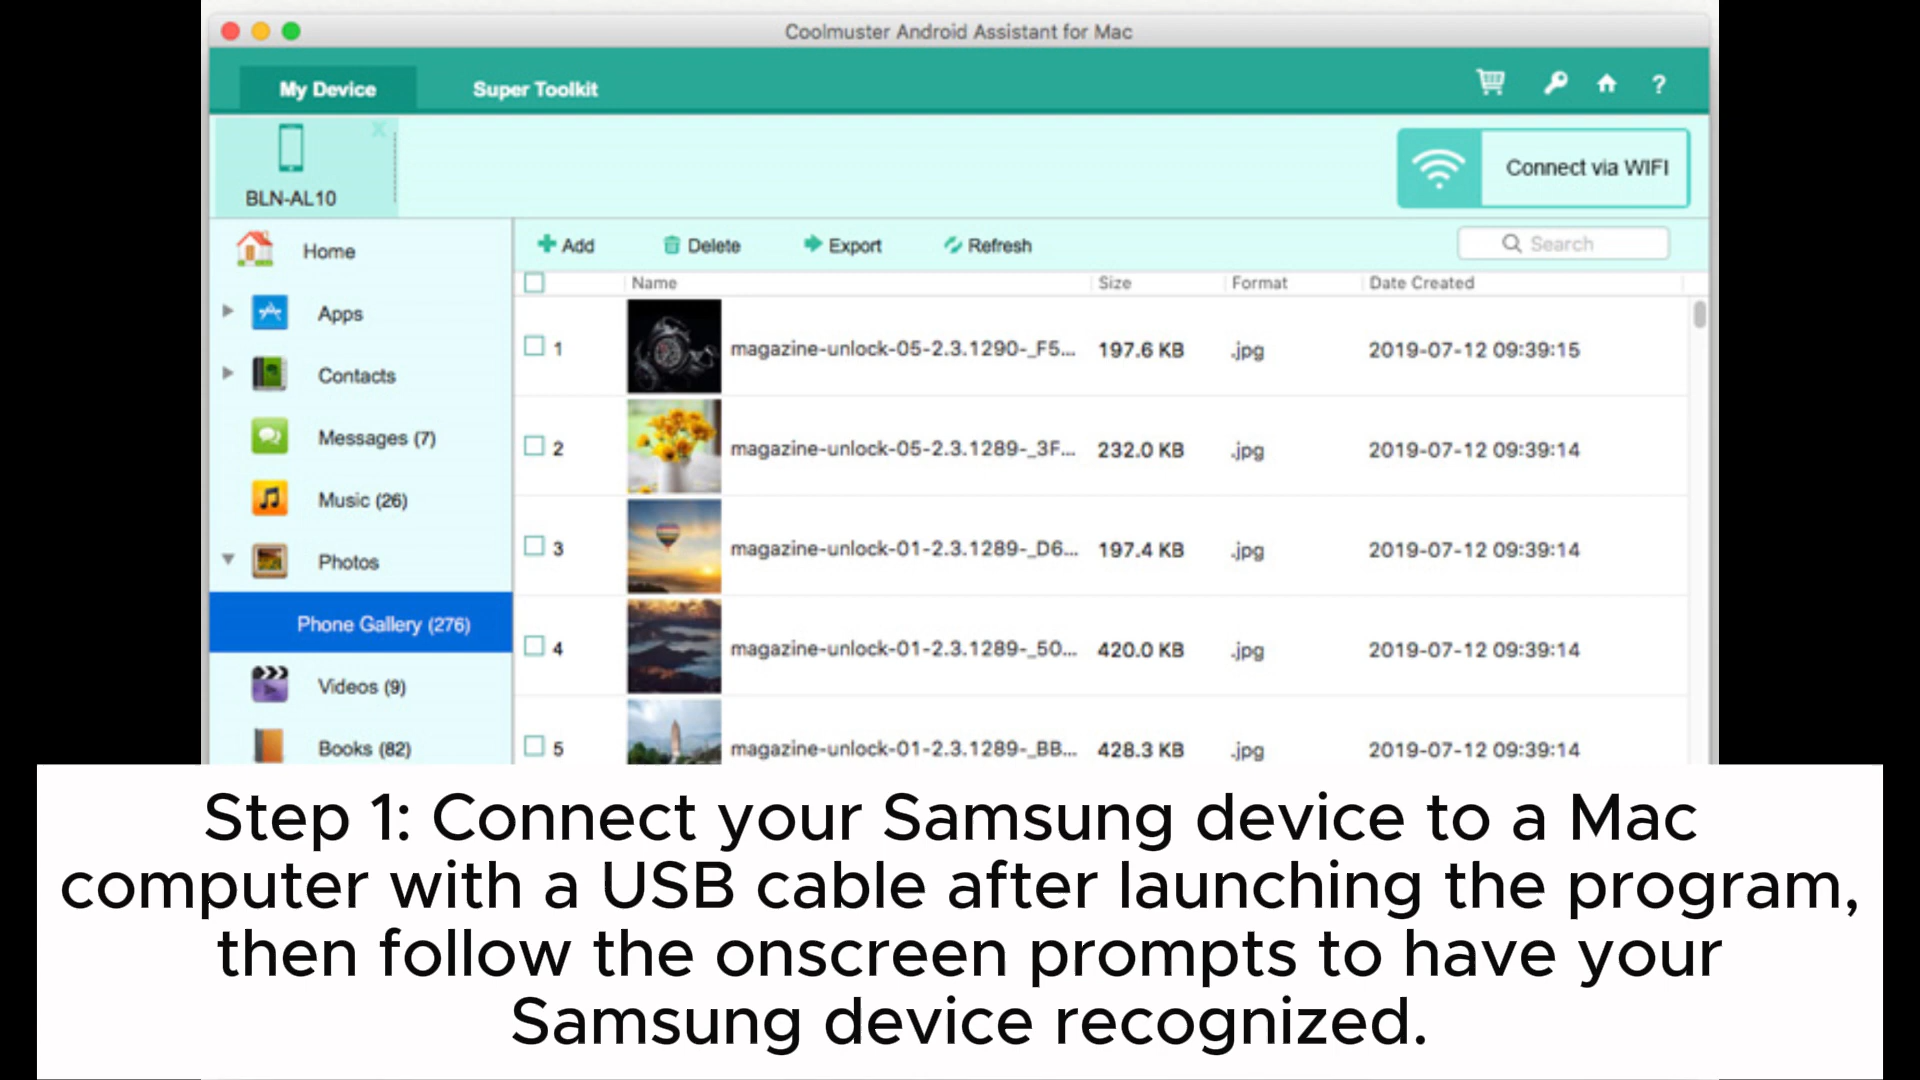 Coolmuster Android Assistant for Mac
My Device
Super Toolkit
?
X
BLN-AL10
Connect via WIFI
Home
Apps
Contacts
Messages (7)
Music (26)
Photos
Phone Gallery (276)
Videos (9)
Books (82)
Add
Delete
Export
Refresh
Search
Name Size Format Date Created
1 magazine-unlock-05-2.3.1290-_F5... 197.6 KB .jpg 2019-07-12 09:39:15
2 magazine-unlock-05-2.3.1289-_3F... 232.0 KB .jpg 2019-07-12 09:39:14
3 magazine-unlock-01-2.3.1289-_D6... 197.4 KB .jpg 2019-07-12 09:39:14
4 magazine-unlock-01-2.3.1289-_50... 420.0 KB .jpg 2019-07-12 09:39:14
5 magazine-unlock-01-2.3.1289-_BB... 428.3 KB .jpg 2019-07-12 09:39:14
Step 1: Connect your Samsung device to a Mac
computer with a USB cable after launching the program,
then follow the onscreen prompts to have your
Samsung device recognized.